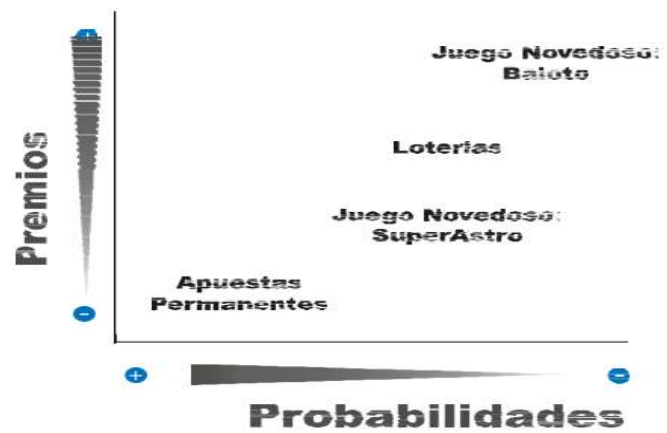 Juego Novedoso:
Baloto
Loterías
Juego Novedoso:
SuperAstro
Apuestas
Permanentes
Premios
+
-
+
-
Probabilidades